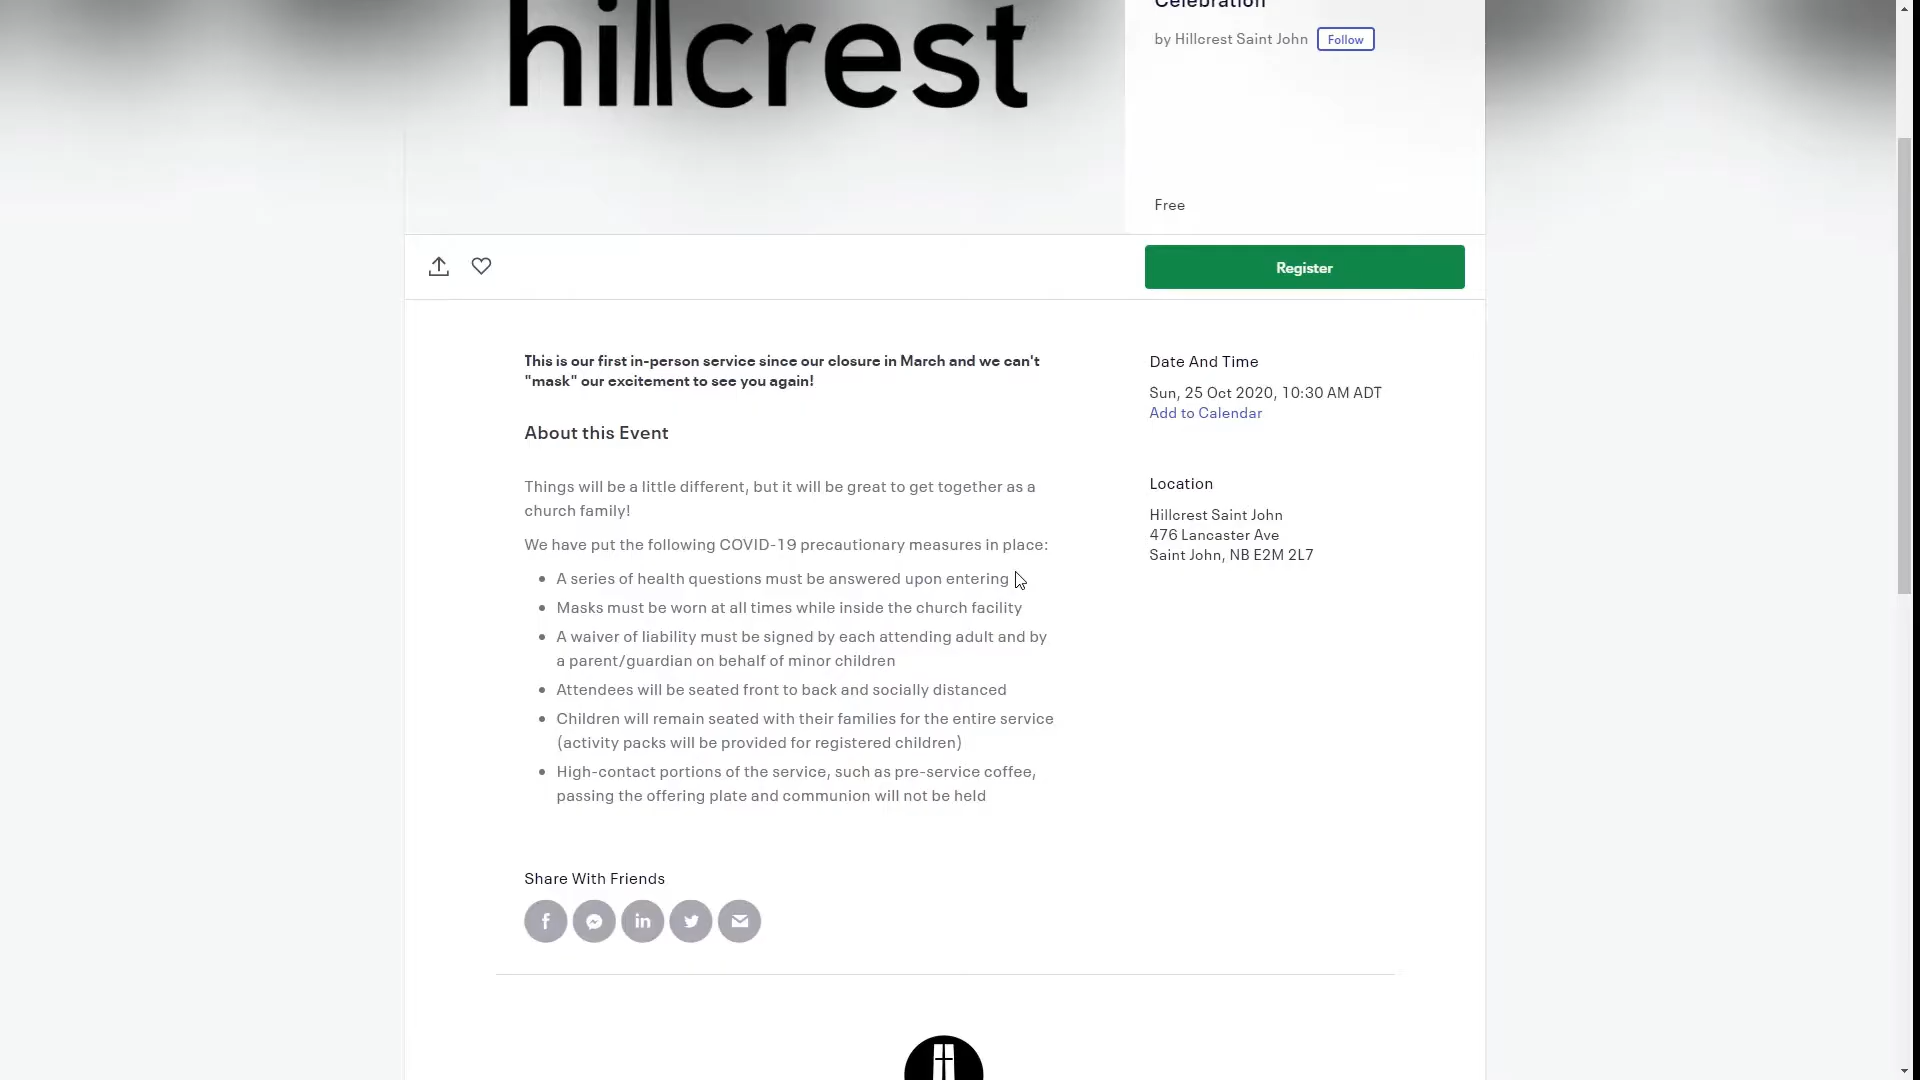 hillcrest
Celebration
by Hillcrest Saint John Follow
Free
Register
This is our first in-person service since our closure in March and we can't
"mask" our excitement to see you again!
About this Event
Things will be a little different, but it will be great to get together as a
church family!
We have put the following COVID-19 precautionary measures in place:
A series of health questions must be answered upon entering
Masks must be worn at all times while inside the church facility
A waiver of liability must be signed by each attending adult and by
a parent/guardian on behalf of minor children
Attendees will be seated front to back and socially distanced
Children will remain seated with their families for the entire service
(activity packs will be provided for registered children)
High-contact portions of the service, such as pre-service coffee,
passing the offering plate and communion will not be held
Share With Friends
Date And Time
Sun, 25 Oct 2020, 10:30 AM ADT
Add to Calendar
Location
Hillcrest Saint John
476 Lancaster Ave
Saint John, NB E2M 2L7